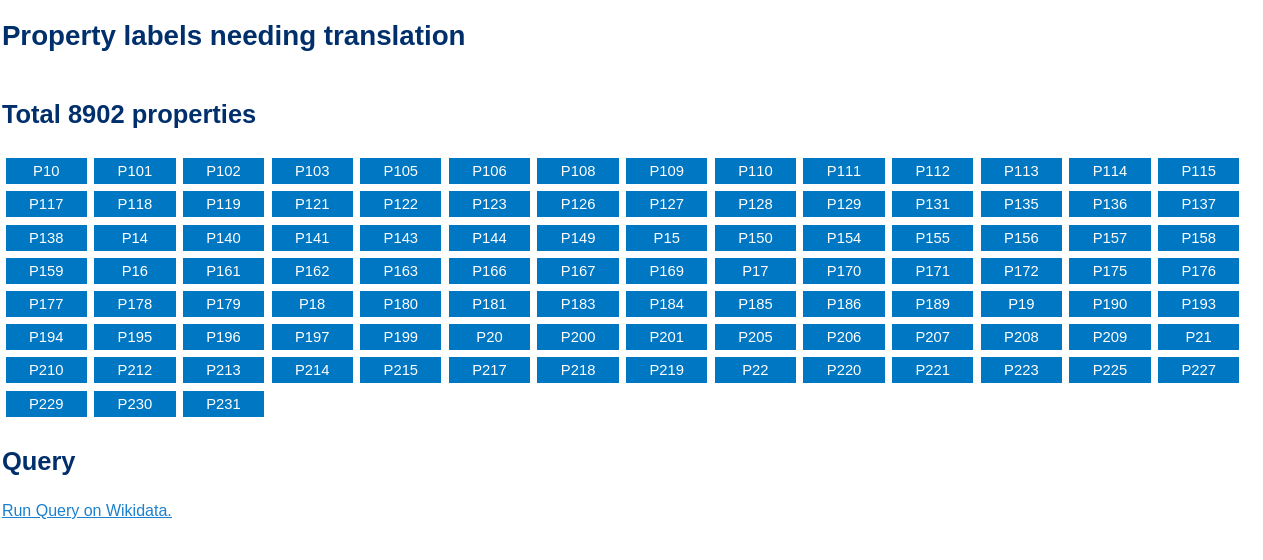 Property labels needing translation
Total 8902 properties
P10 P101 P102 P103 P105 P106 P108 P109 P110 P111 P112 P113 P114 P115
P117 P118 P119 P121 P122 P123 P126 P127 P128 P129 P131 P135 P136 P137
P138 P14 P140 P141 P143 P144 P149 P15 P150 P154 P155 P156 P157 P158
P159 P16 P161 P162 P163 P166 P167 P169 P17 P170 P171 P172 P175 P176
P177 P178 P179 P18 P180 P181 P183 P184 P185 P186 P189 P19 P190 P193
P194 P195 P196 P197 P199 P20 P200 P201 P205 P206 P207 P208 P209 P21
P210 P212 P213 P214 P215 P217 P218 P219 P22 P220 P221 P223 P225 P227
P229 P230 P231
Query
Run Query on Wikidata.